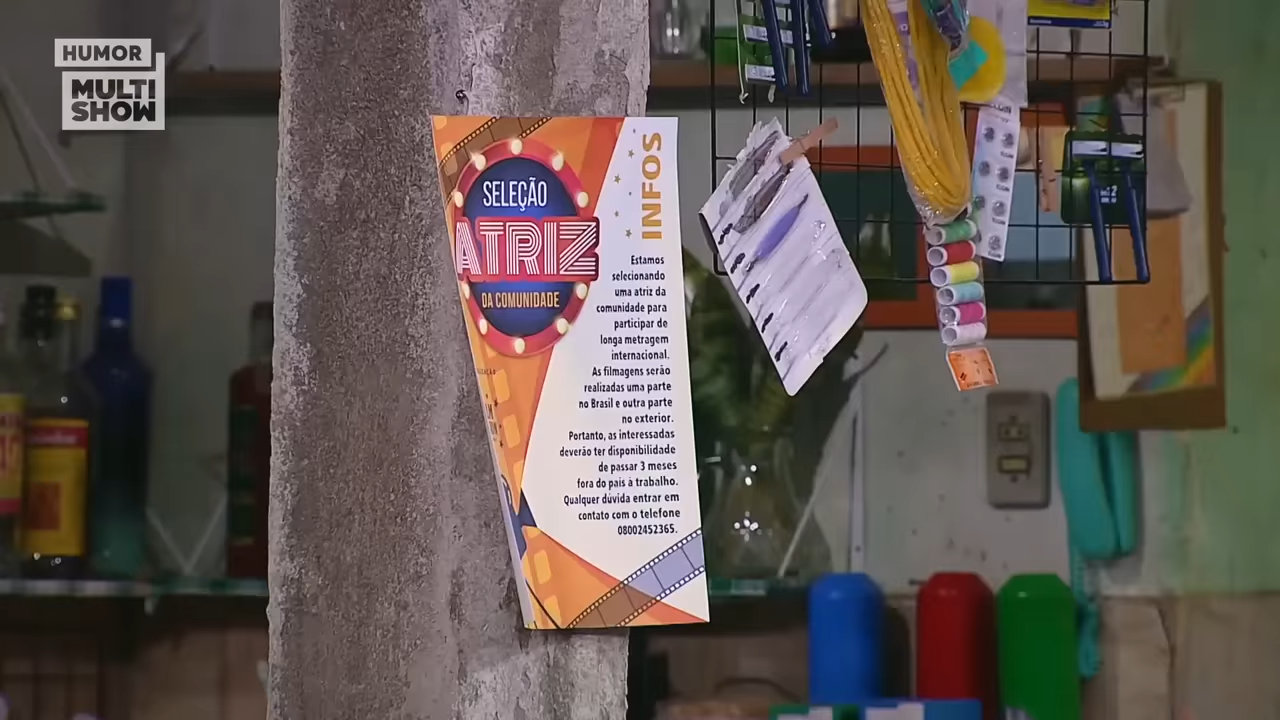 HUMOR
MULTI
SHOW
SELEÇÃO
ATRIZ
DA COMUNIDADE
INFOS
Estamos
selecionando
uma atriz da
comunidade para
participar de
longa metragem
internacional.
As filmagens serão
realizadas uma parte
no Brasil e outra parte
no exterior.
Portanto, as interessadas
deverão ter disponibilidade
de passar 3 meses
fora do país à trabalho.
Qualquer dúvida entrar em
contato com o telefone
08002452365.